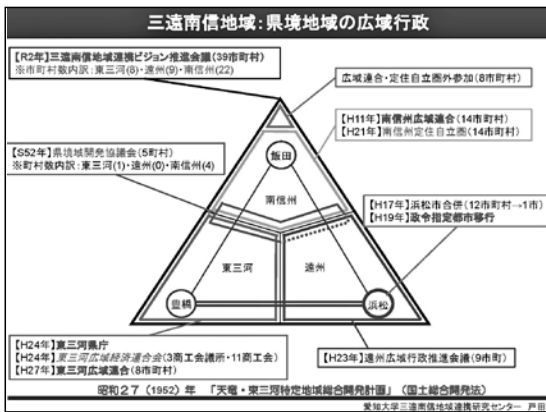 三遠南信地域：県境地域の広域行政
【R2年】三遠南信地域連携ビジョン推進会議（39市町村）
※市町村数内訳：東三河（8）・遠州（9）・南信州（22）
広域連合・定住自立圏外参加（8市町村）
【H11年】南信州広域連合（14市町村）
【H21年】南信州定住自立圏（14市町村）
【S52年】県境域開発協議会（5町村）
※町村数内訳：東三河（1）・遠州（0）・南信州（4）
飯田
南信州
【H17年】浜松市合併（12市町村→1市）
【H19年】政令指定都市移行
東三河
遠州
豊橋
浜松
【H24年】東三河県庁
【H24年】東三河広域経済連合会（3商工会議所・11商工会）
【H27年】東三河広域連合（8市町村）
【H23年】遠州広域行政推進会議（9市町）
昭和27（1952）年　「天竜・東三河特定地域総合開発計画」（国土総合開発法）
愛知大学三遠南信地域連携研究センター　戸田